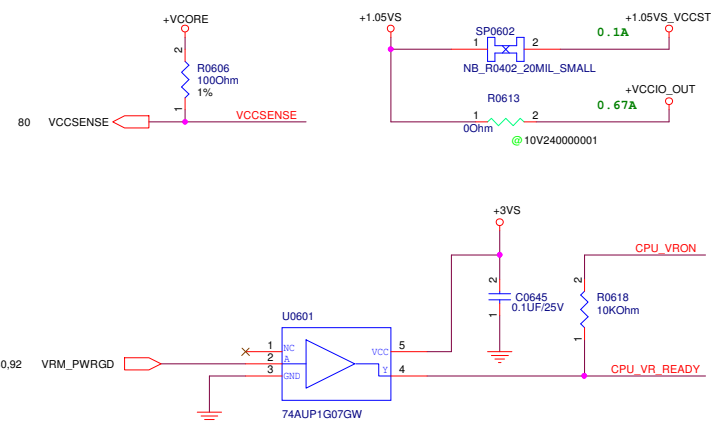 +VCORE
2
R0606
100Ohm
1%
1
80 VCCSENSE
VCCSENSE
+1.05VS
SP0602
1 2
NB_R0402_20MIL_SMALL
0.1A
+1.05VS_VCCST
R0613
1 2
0Ohm
@ 10V240000001
+VCCIO_OUT
0.67A
+3VS
2
C0645
0.1UF/25V
1
CPU_VRON
2
R0618
10KOhm
1
CPU_VR_READY
U0601
1 NC
2 A
3 GND
VCC 5
Y 4
74AUP1G07GW
0,92 VRM_PWRGD